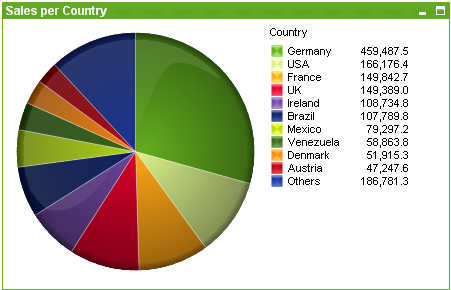 Sales per Country
Country
Germany 459,487.5
USA 166,176.4
France 149,842.7
UK 149,389.0
Ireland 108,734.8
Brazil 107,789.8
Mexico 79,297.2
Venezuela 58,863.8
Denmark 51,915.3
Austria 47,247.6
Others 186,781.3